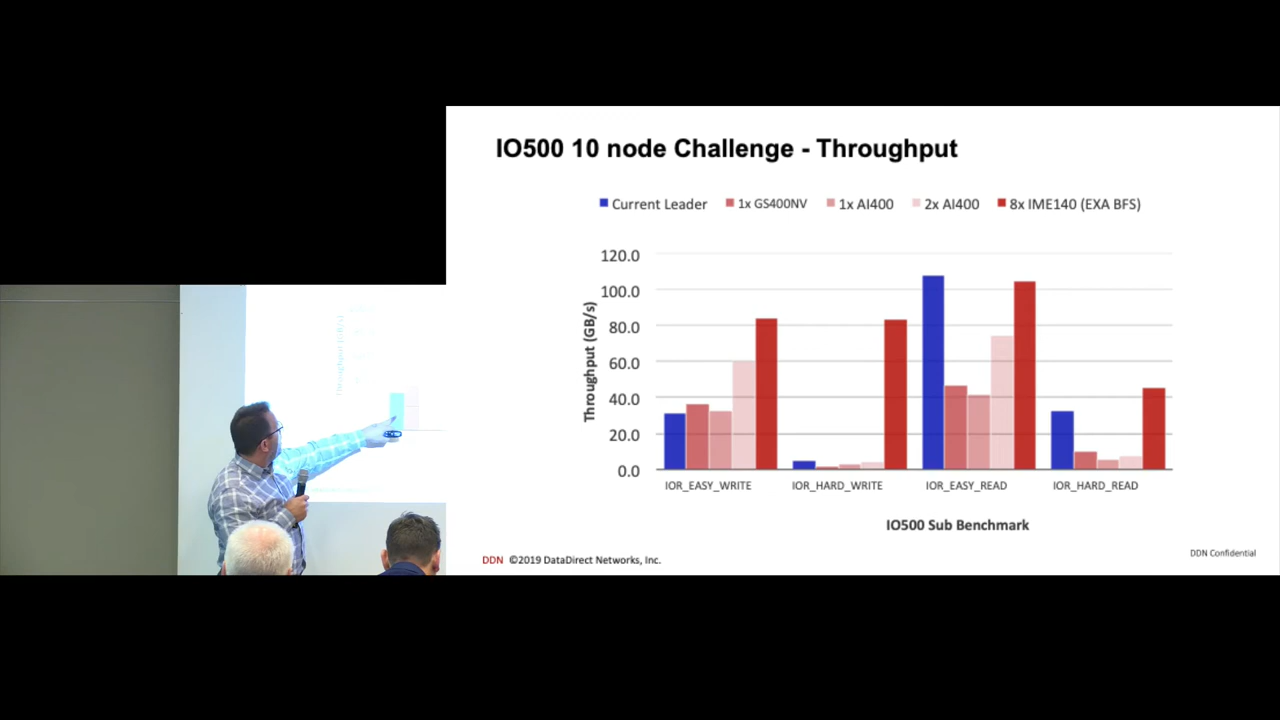 IO500 10 node Challenge - Throughput
Current Leader 1x GS400NV 1x AI400 2x AI400 8x IME140 (EXA BFS)
120.0
100.0
80.0
60.0
40.0
20.0
0.0
Throughput (GB/s)
IOR_EASY_WRITE IOR_HARD_WRITE IOR_EASY_READ IOR_HARD_READ
IO500 Sub Benchmark
DDN ©2019 DataDirect Networks, Inc.
DDN Confidential
Throughput (GB/s)